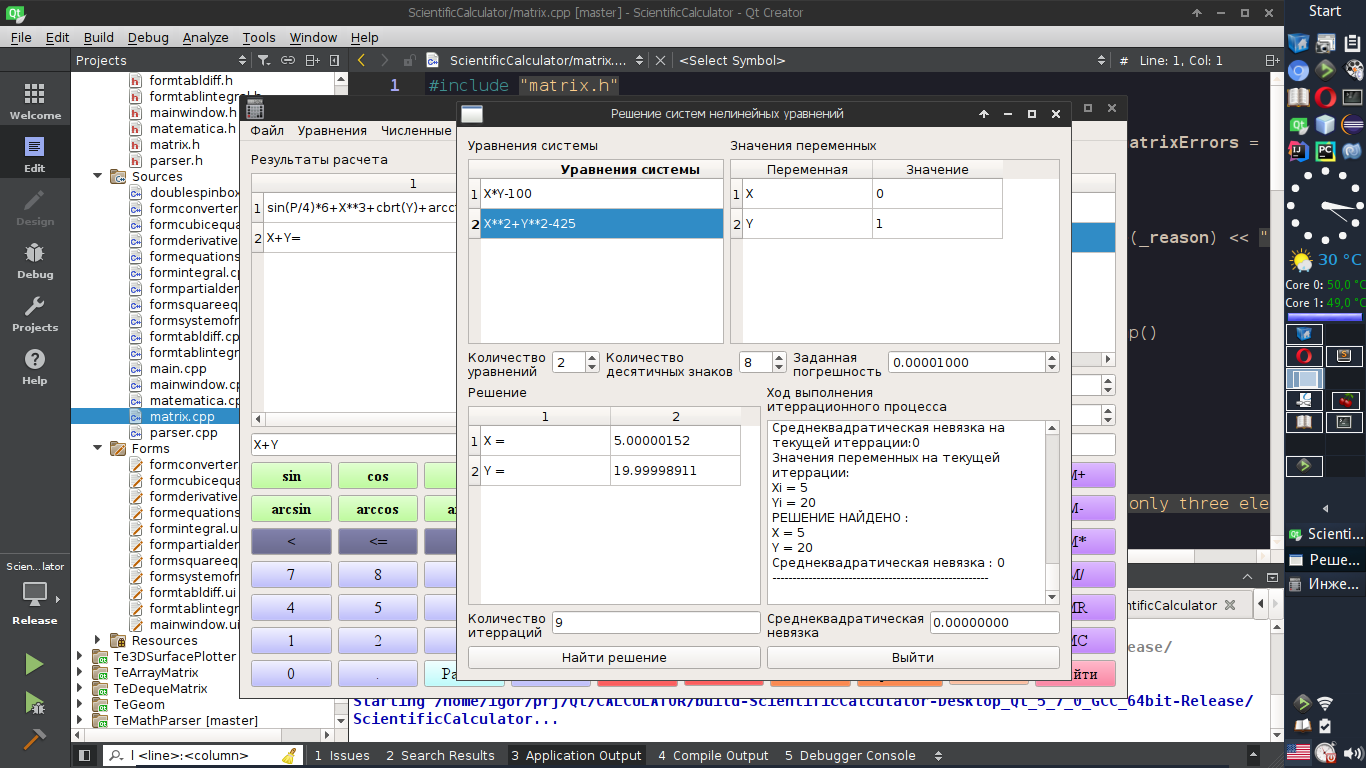 ScientificCalculator/matrix.cpp [master] - ScientificCalculator - Qt Creator
File Edit Build Debug Analyze Tools Window Help
Projects
ScientificCalculator/matrix....
<Select Symbol>
# Line: 1, Col: 1
Welcome
Edit
Design
Debug
Projects
Help
Scien...lator
Release
formtabldiff.h
formtablintegral.h
mainwindow.h
matematica.h
matrix.h
parser.h
Sources
doublespinbox
formconverter
formcubicequa
formderivative
formequations
formintegral.cp
formpartialder
formsquareequ
formsystemofn
formtabldiff.cp
formtablintegr
main.cpp
mainwindow.cp
matematica.cp
matrix.cpp
parser.cpp
Forms
formconverter
formcubicequa
formderivative
formequations
formintegral.u
formpartialder
formsquareequ
formsystemofn
formtabldiff.ui
formtablintegr
mainwindow.ui
Resources
Te3DSurfacePlotter
TeArrayMatrix
TeDequeMatrix
TeGeom
TeMathParser [master]
1 #include "matrix.h"
atrixErrors =
(_reason) << "
p()
only three ele
Файл Уравнения Численные
Результаты расчета
1
1 sin(P/4)*6+X**3+cbrt(Y)+arcc
2 X+Y=
X+Y
sin cos
arcsin arccos a
< <=
7 8
4 5
1 2
0 .
Ра
M+
M-
M*
M/
MR
MC
йти
Решение систем нелинейных уравнений
Уравнения системы
Уравнения системы
1 X*Y-100
2 X**2+Y**2-425
Значения переменных
Переменная Значение
1 X 0
2 Y 1
Количество
уравнений
2
Количество
десятичных знаков
8
Заданная
погрешность
0.00001000
Решение
1 2
1 X = 5.00000152
2 Y = 19.99998911
Ход выполнения
итеррационного процесса
Среднеквадратическая невязка на
текущей итеррации:0
Значения переменных на текущей
итеррации:
Xi = 5
Yi = 20
РЕШЕНИЕ НАЙДЕНО :
X = 5
Y = 20
Среднеквадратическая невязка : 0
Количество
итерраций
9
Среднеквадратическая
невязка
0.00000000
Найти решение
Выйти
ntificCalculator
ease/
Starting /home/igor/prj/Qt/CALCULATOR/build-ScientificCalculator-Desktop_Qt_5_7_0_GCC_64bit-Release/
ScientificCalculator...
l <line>:<column>
1 Issues 2 Search Results 3 Application Output 4 Compile Output 5 Debugger Console
Start
30 °C
Core 0: 50,0 °C
Core 1: 49,0 °C
Scienti...
Реше...
Инже...